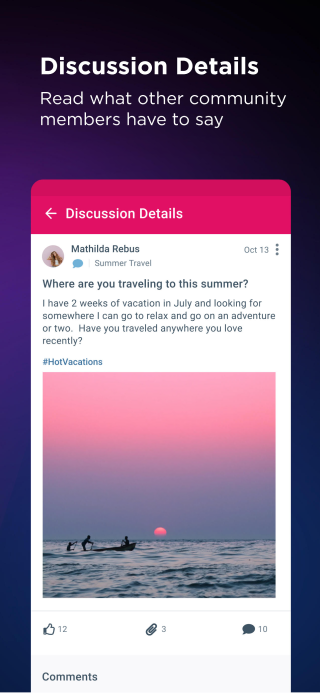 Discussion Details
Read what other community
members have to say
Discussion Details
Mathilda Rebus
Oct 13
Summer Travel
Where are you traveling to this summer?
I have 2 weeks of vacation in July and looking for
somewhere I can go to relax and go on an adventure
or two.  Have you traveled anywhere you love
recently?
#HotVacations
12
3
10
Comments